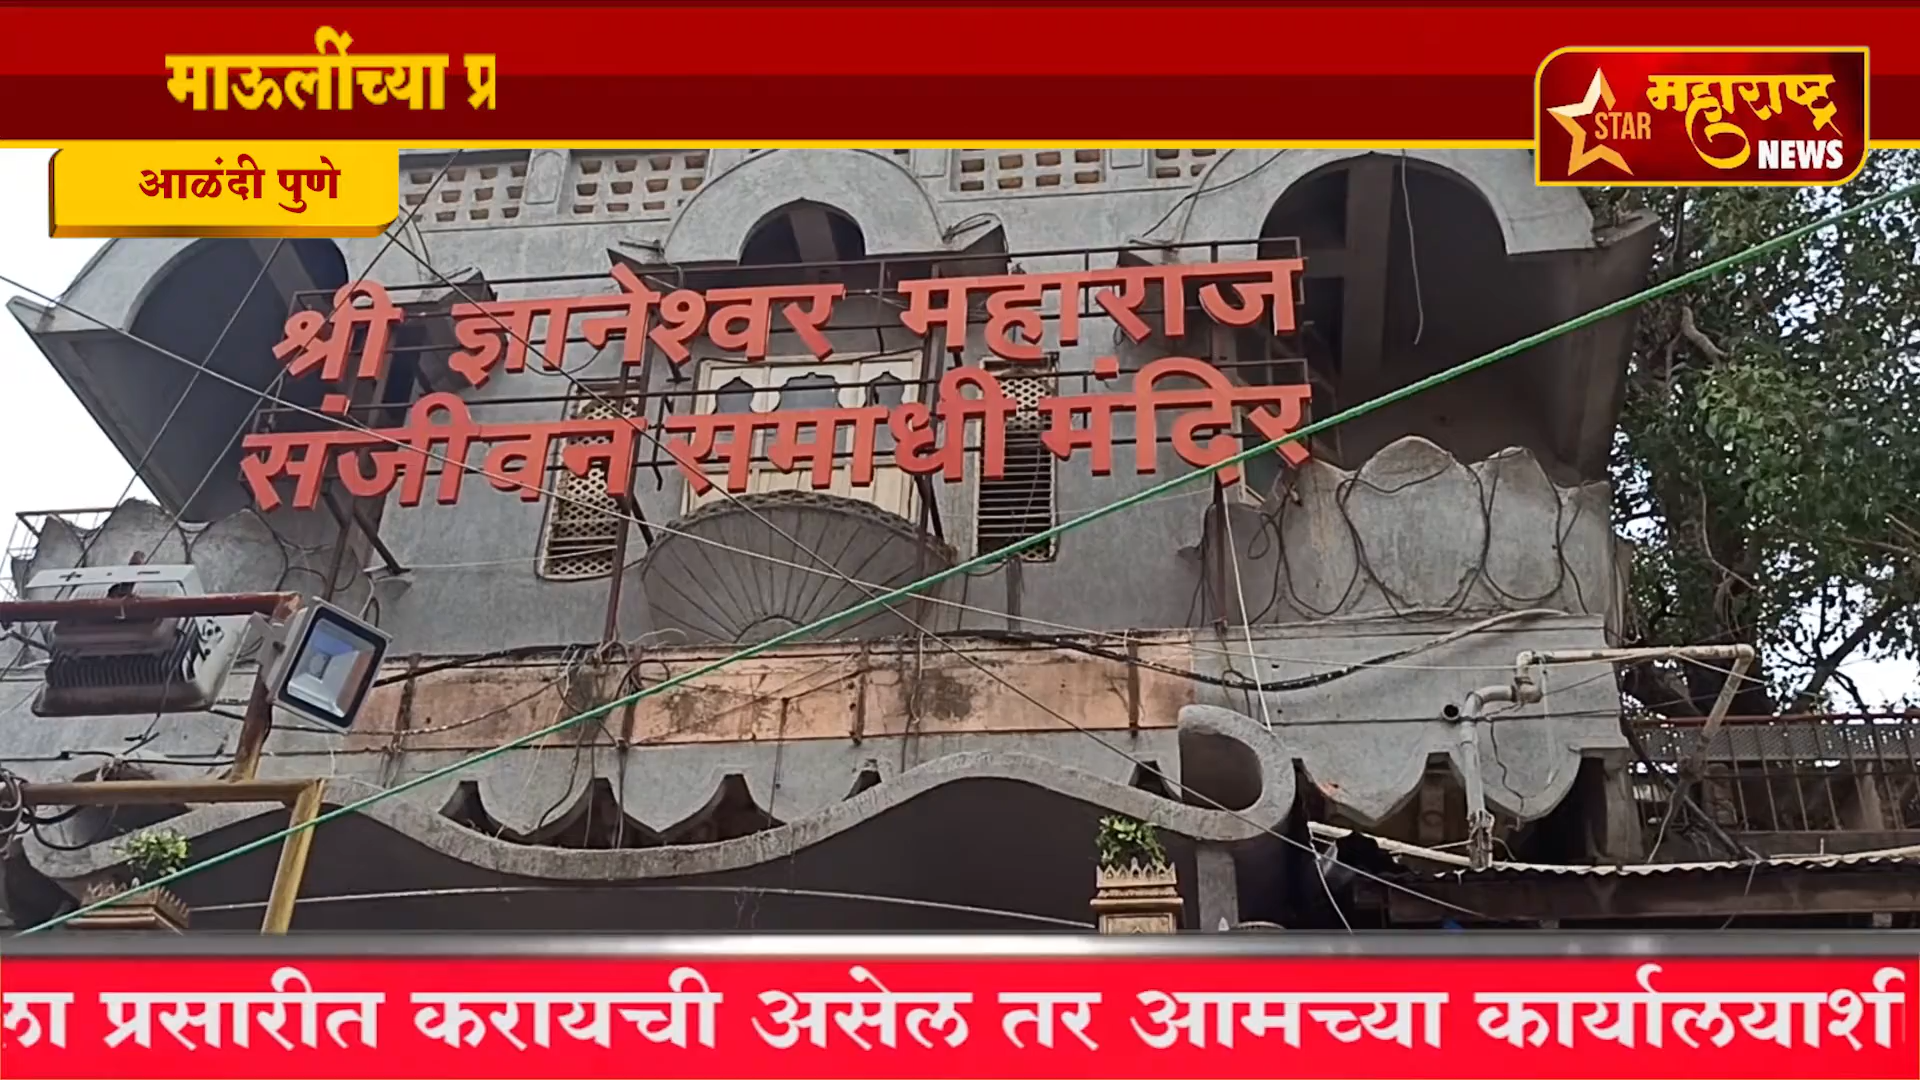 माऊलींच्या प्र
आळंदी पुणे
STAR महाराष्ट्र NEWS
श्री ज्ञानेश्वर महाराज
संजीवन समाधी मंदिर
ला प्रसारीत करायची असेल तर आमच्या कार्यालयाशी